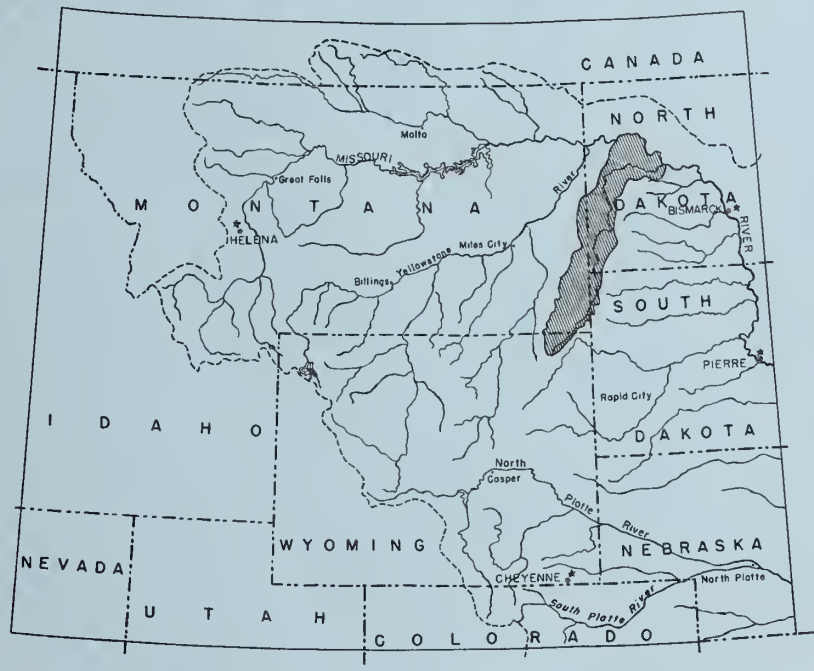 CANADA
NORTH
Malta
MISSOURI
River
Great Falls
MONTANA
DAKOTA
BISMARCK
HELENA
RIVER
Miles City
Yellowstone
Billings
SOUTH
PIERRE
Rapid City
IDAHO
DAKOTA
North
Casper
Platte
River
WYOMING
NEBRASKA
NEVADA
CHEYENNE
North Platte
UTAH
South Platte River
COLORADO